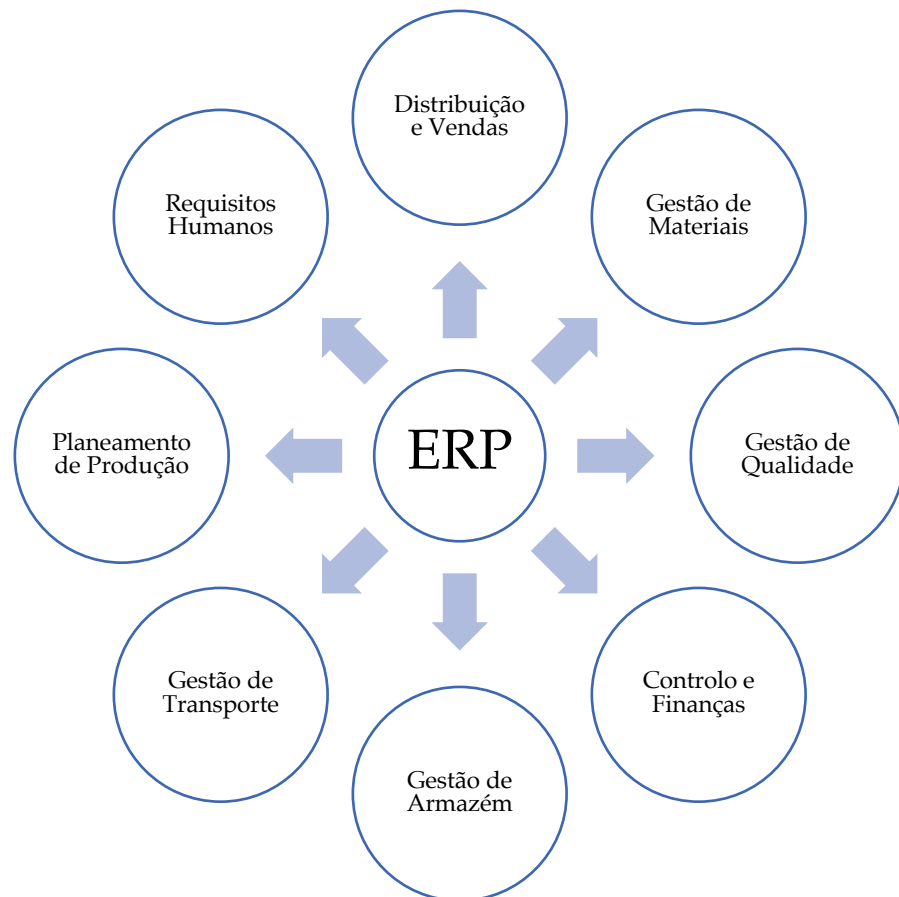 Distribuição
e Vendas
Requisitos
Humanos
Gestão de
Materiais
Planeamento
de Produção
ERP
Gestão de
Qualidade
Gestão de
Transporte
Controlo e
Finanças
Gestão de
Armazém